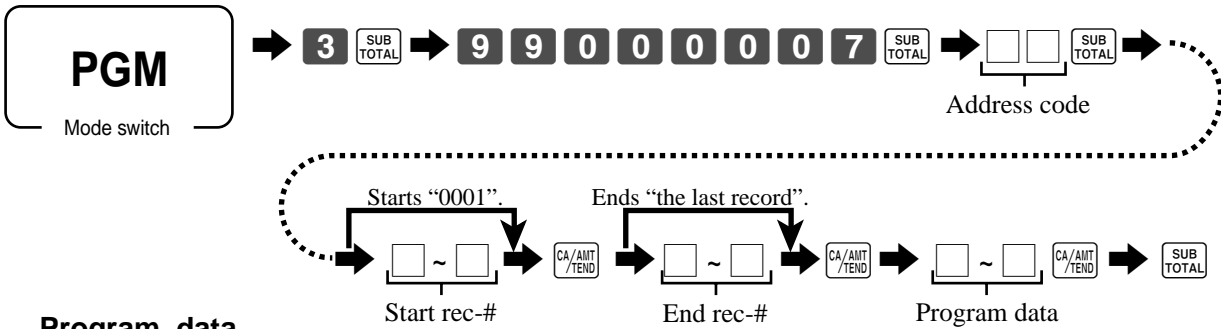 PGM
Mode switch
3 SUB TOTAL 9 9 0 0 0 0 0 7 SUB TOTAL SUB TOTAL
Address code
Starts “0001”. Ends “the last record”.
~ CA/AMT /TEND ~ CA/AMT /TEND ~ CA/AMT /TEND SUB TOTAL
Start rec-# End rec-# Program data
Program data